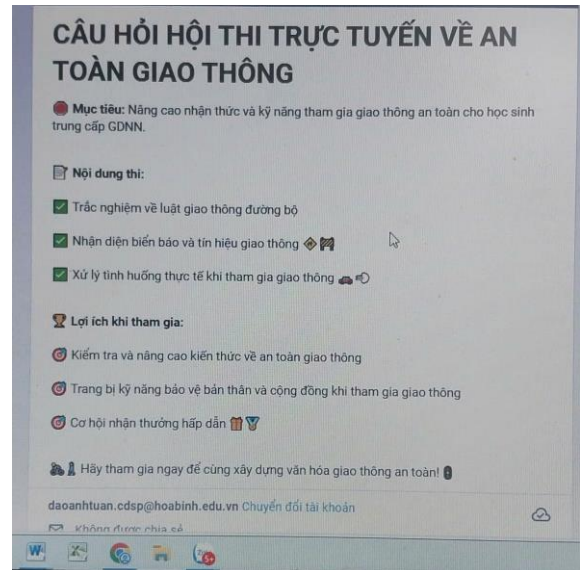 CÂU HỎI HỘI THI TRỰC TUYẾN VỀ AN
TOÀN GIAO THÔNG
Mục tiêu: Nâng cao nhận thức và kỹ năng tham gia giao thông an toàn cho học sinh
trung cấp GDNN.
Nội dung thi:
Trắc nghiệm về luật giao thông đường bộ
Nhận diện biển báo và tín hiệu giao thông
Xử lý tình huống thực tế khi tham gia giao thông
Lợi ích khi tham gia:
Kiểm tra và nâng cao kiến thức về an toàn giao thông
Trang bị kỹ năng bảo vệ bản thân và cộng đồng khi tham gia giao thông
Cơ hội nhận thưởng hấp dẫn
Hãy tham gia ngay để cùng xây dựng văn hóa giao thông an toàn!
daoanhtuan.cdsp@hoabinh.edu.vn Chuyển đổi tài khoản
Không được chia sẻ